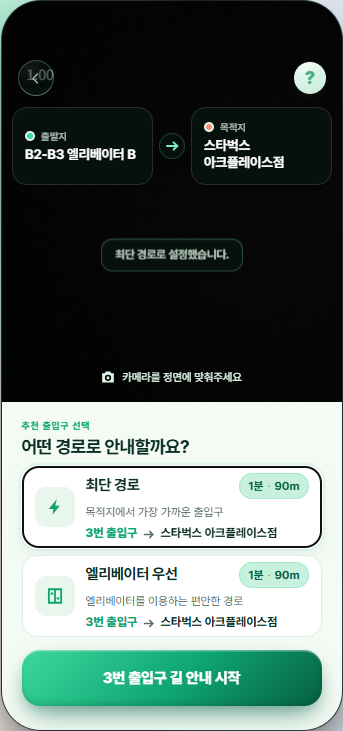 1:00
?
출발지
B2-B3 엘리베이터 B
목적지
스타벅스
아크플레이스점
최단 경로로 설정했습니다.
카메라를 정면에 맞춰주세요
추천 출입구 선택
어떤 경로로 안내할까요?
최단 경로
1분 · 90m
목적지에서 가장 가까운 출입구
3번 출입구 → 스타벅스 아크플레이스점
엘리베이터 우선
1분 · 90m
엘리베이터를 이용하는 편안한 경로
3번 출입구 → 스타벅스 아크플레이스점
3번 출입구 길 안내 시작